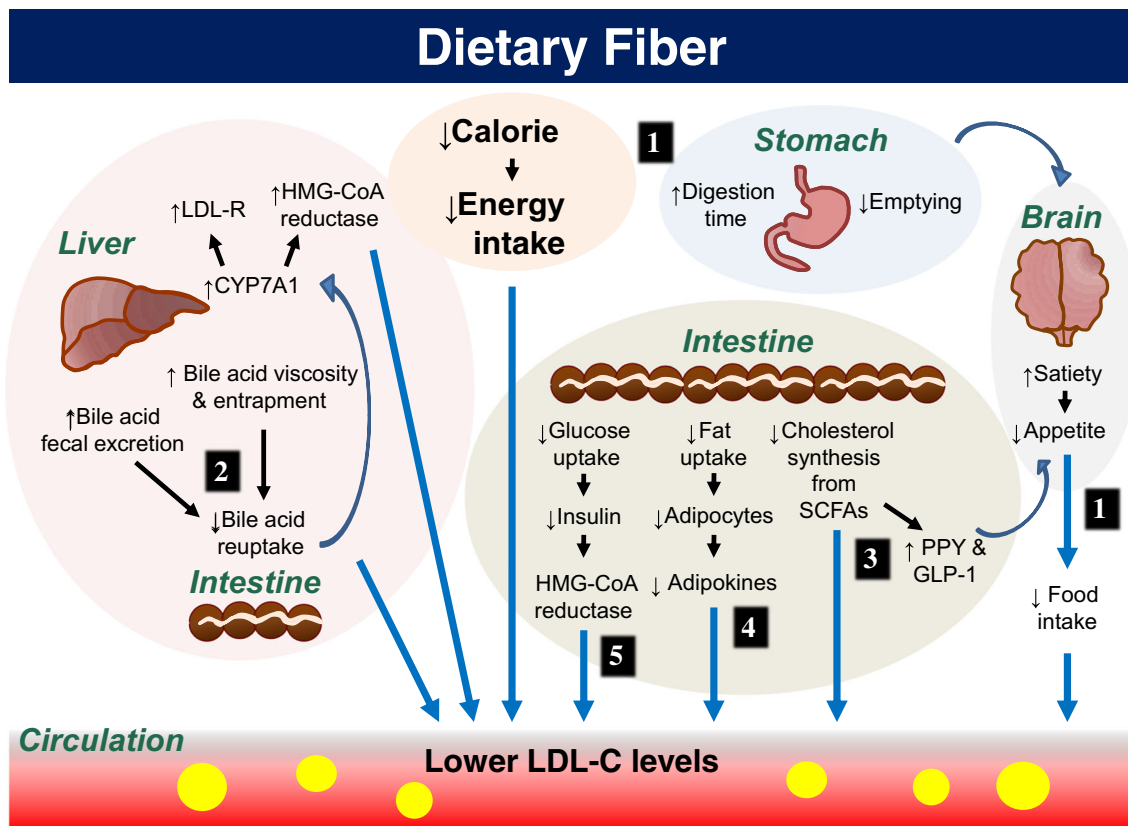 Dietary Fiber
Liver
↑LDL-R
↑HMG-CoA
reductase
↑CYP7A1
↑ Bile acid viscosity
& entrapment
↑Bile acid
fecal excretion
2
↓Bile acid
reuptake
Intestine
↓Calorie
↓Energy
intake
1
Stomach
↑Digestion
time
↓Emptying
Brain
↑Satiety
↓Appetite
1
↓ Food
intake
Intestine
↓Glucose
uptake
↓Insulin
HMG-CoA
reductase
5
↓Fat
uptake
↓Adipocytes
↓ Adipokines
4
↓Cholesterol
synthesis
from
SCFAs
3
↑ PPY &
GLP-1
Circulation
Lower LDL-C levels